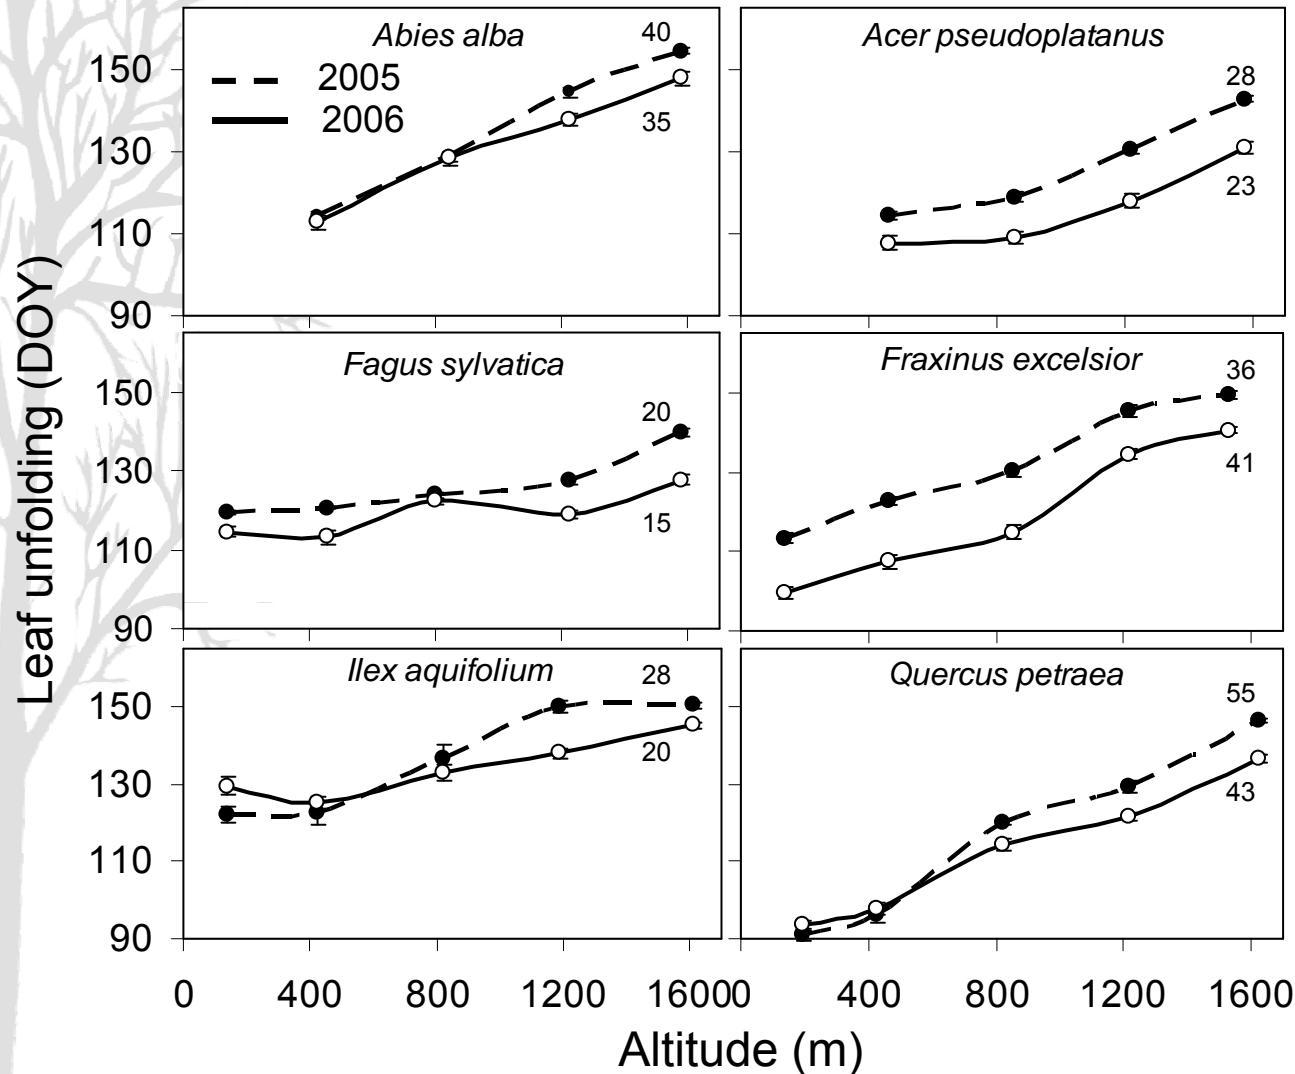 Abies alba
40
2005
2006
35
150
130
110
90
Acer pseudoplatanus
28
23
Fagus sylvatica
20
15
150
130
110
90
Fraxinus excelsior
36
41
Ilex aquifolium
28
20
150
130
110
90
Quercus petraea
55
43
0 400 800 1200 1600
0 400 800 1200 1600
Leaf unfolding (DOY)
Altitude (m)